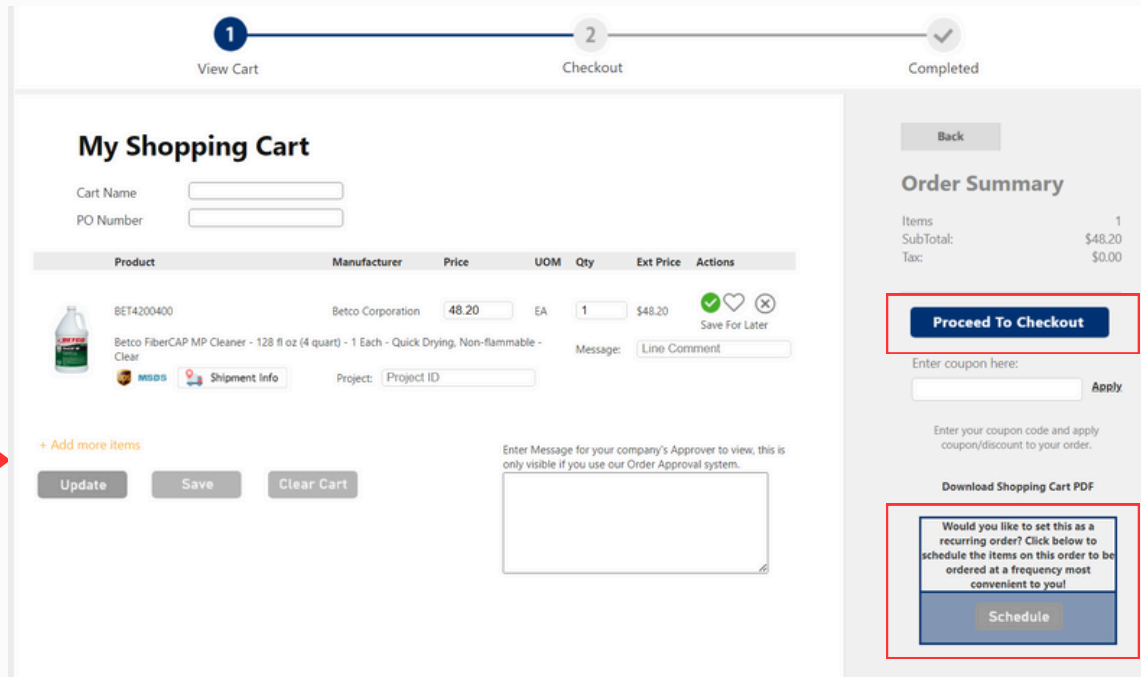 1
2
View Cart
Checkout
Completed
My Shopping Cart
Cart Name
PO Number
Product Manufacturer Price UOM Qty Ext Price Actions
BET4200400 Betco Corporation 48.20 EA 1 $48.20
Save For Later
Betco FiberCAP MP Cleaner - 128 fl oz (4 quart) - 1 Each - Quick Drying, Non-flammable -
Clear
Message: Line Comment
BETCO
ups MSDS Shipment Info Project: Project ID
+ Add more items
Update Save Clear Cart
Enter Message for your company's Approver to view, this is
only visible if you use our Order Approval system.
Back
Order Summary
Items 1
SubTotal: $48.20
Tax: $0.00
Proceed To Checkout
Enter coupon here:
Apply
Enter your coupon code and apply
coupon/discount to your order.
Download Shopping Cart PDF
Would you like to set this as a
recurring order? Click below to
schedule the items on this order to be
ordered at a frequency most
convenient to you!
Schedule